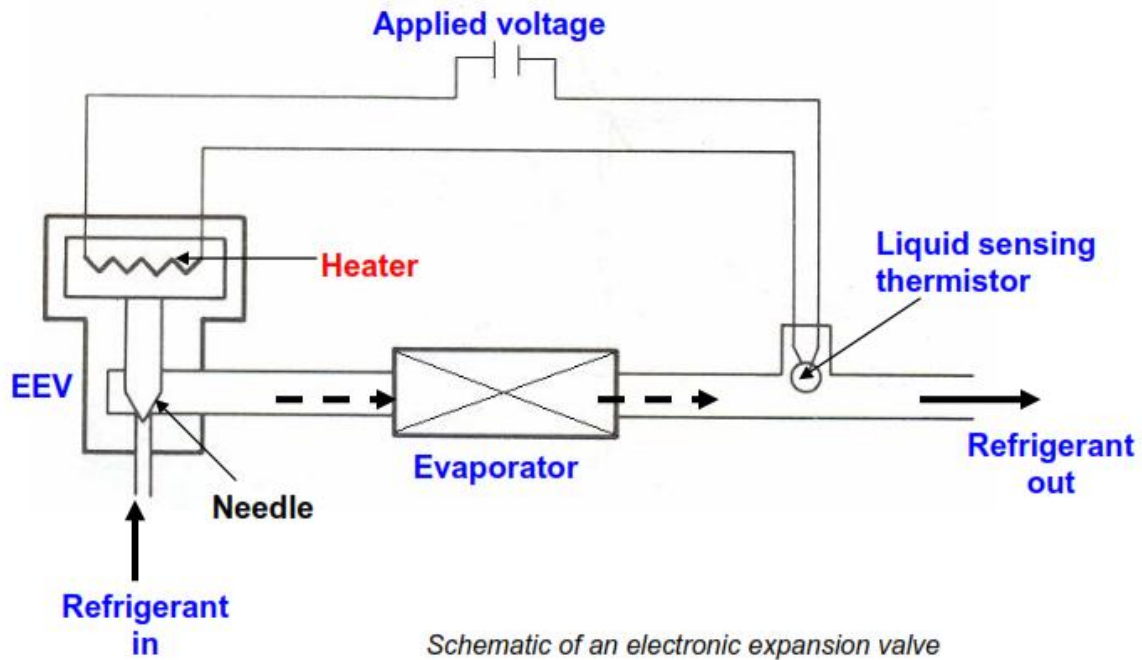 Applied voltage
Heater
Liquid sensing
thermistor
EEV
Evaporator
Refrigerant
out
Needle
Refrigerant
in
Schematic of an electronic expansion valve